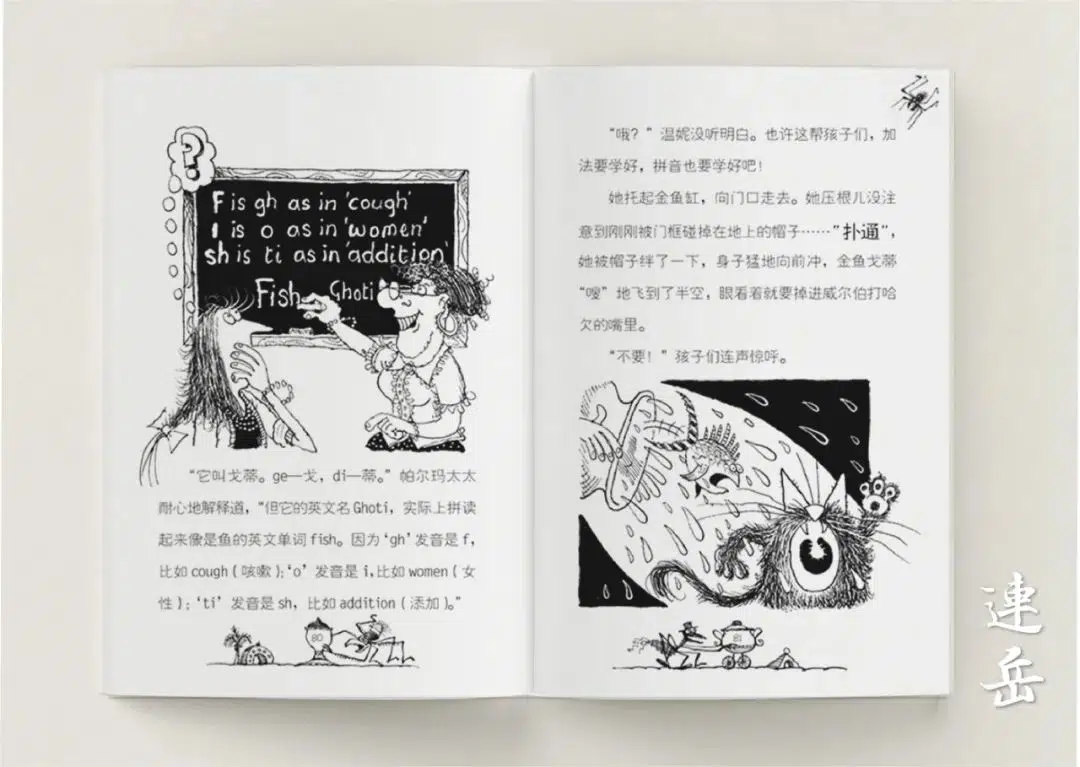 ?
F is gh as in 'cough'
I is o as in 'women'
sh is ti as in 'addition'
Fish Ghoti
“它叫戈蒂。ge—戈，di—蒂。”帕尔玛太太
耐心地解释道，“但它的英文名 Ghoti，实际上拼读
起来像是鱼的英文单词 fish。因为‘gh’发音是 f，
比如 cough（咳嗽）；‘o’发音是 i，比如 women（女
性）；‘ti’发音是 sh，比如 addition（添加）。”
80
“哦？”温妮没听明白。也许这帮孩子们，加
法要学好，拼音也要学好吧！
她托起金鱼缸，向门口走去。她压根儿没注
意到刚刚被门框碰掉在地上的帽子……“扑通”，
她被帽子绊了一下，身子猛地向前冲，金鱼戈蒂
“嗖”地飞到了半空，眼看着就要掉进威尔伯打哈
欠的嘴里。
“不要！”孩子们连声惊呼。
81
連
岳